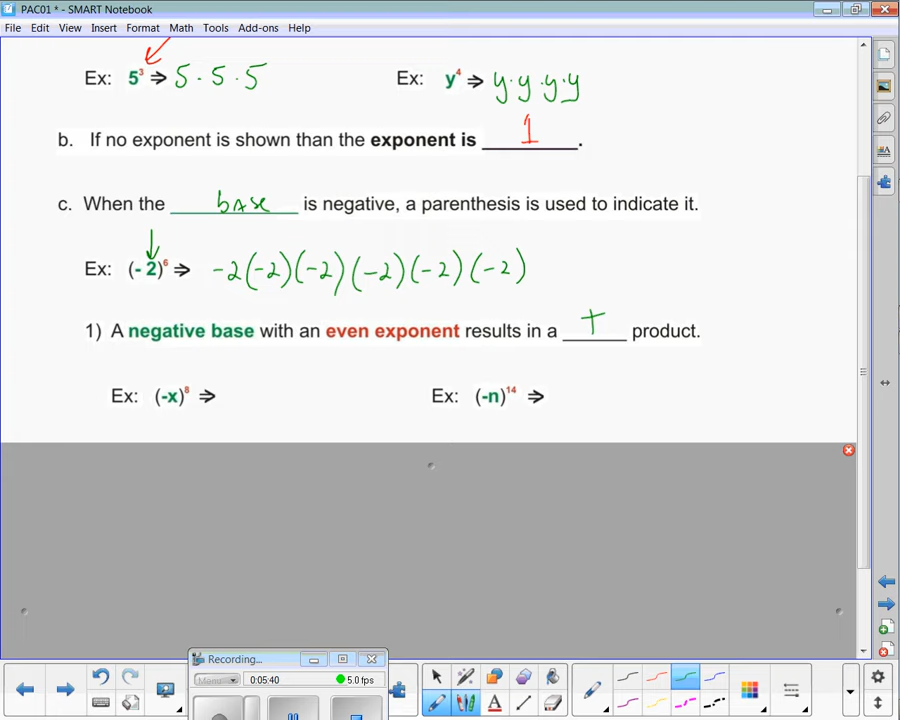 PAC01 * - SMART Notebook
File Edit View Insert Format Math Tools Add-ons Help
Ex: 5³ ⇒ 5 · 5 · 5 Ex: y⁴ ⇒ y·y·y·y
b. If no exponent is shown than the exponent is 1.
c. When the base is negative, a parenthesis is used to indicate it.
Ex: (- 2)⁶ ⇒ -2(-2)(-2)(-2)(-2)(-2)
1) A negative base with an even exponent results in a + product.
Ex: (-x)⁸ ⇒ Ex: (-n)¹⁴ ⇒
Recording...
Menu 0:05:40 5.0 fps